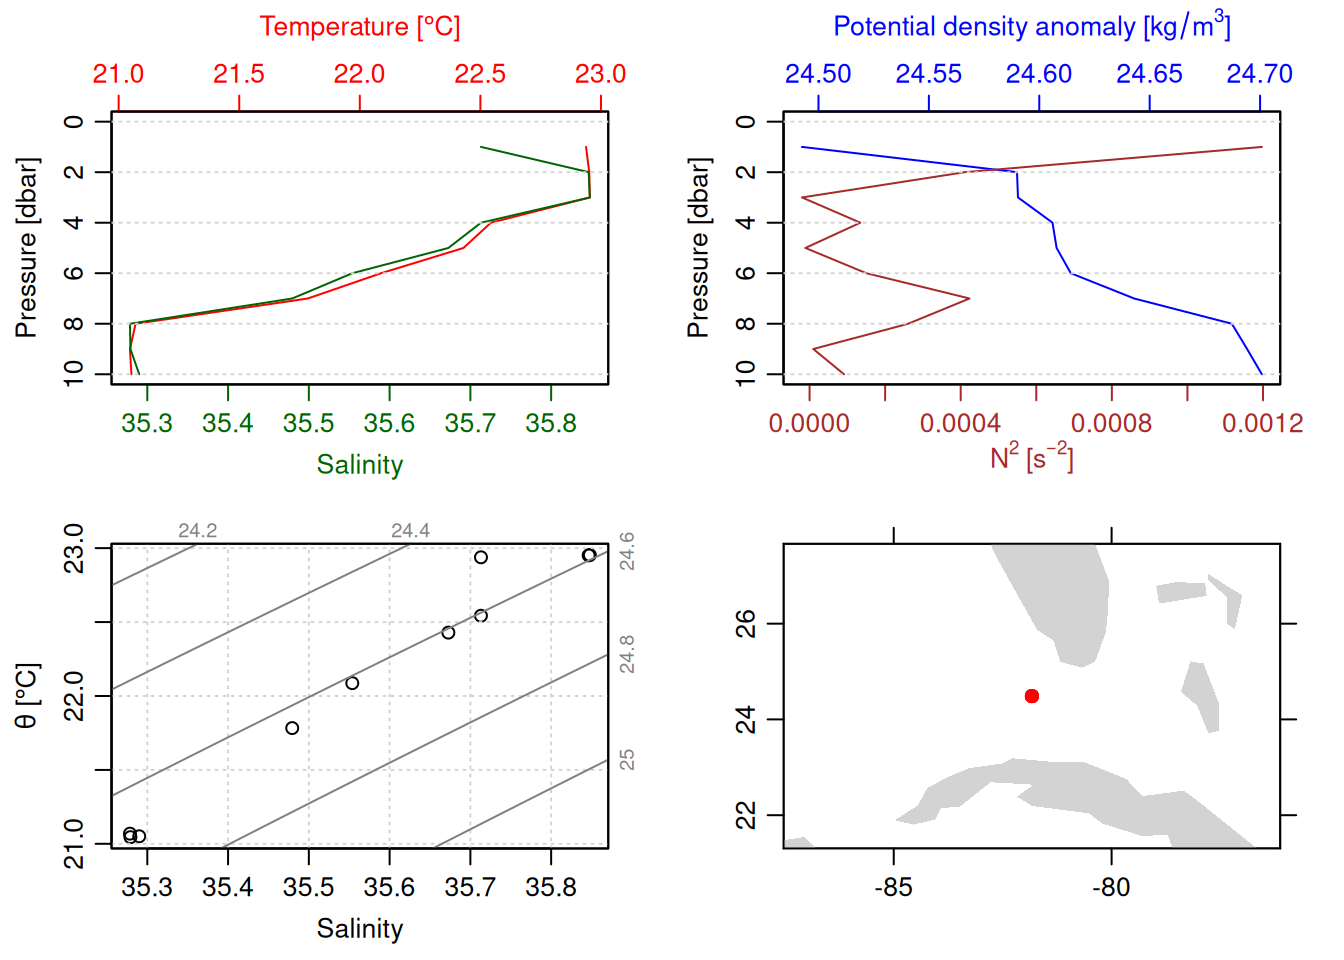 Temperature [°C]
21.0 21.5 22.0 22.5 23.0
Pressure [dbar]
0
2
4
6
8
10
35.3 35.4 35.5 35.6 35.7 35.8
Salinity
Potential density anomaly [kg/m³]
24.50 24.55 24.60 24.65 24.70
Pressure [dbar]
0
2
4
6
8
10
0.0000 0.0004 0.0008 0.0012
N² [s⁻²]
24.2 24.4
24.6
24.8
25
θ [°C]
23.0
22.0
21.0
35.3 35.4 35.5 35.6 35.7 35.8
Salinity
26
24
22
-85 -80